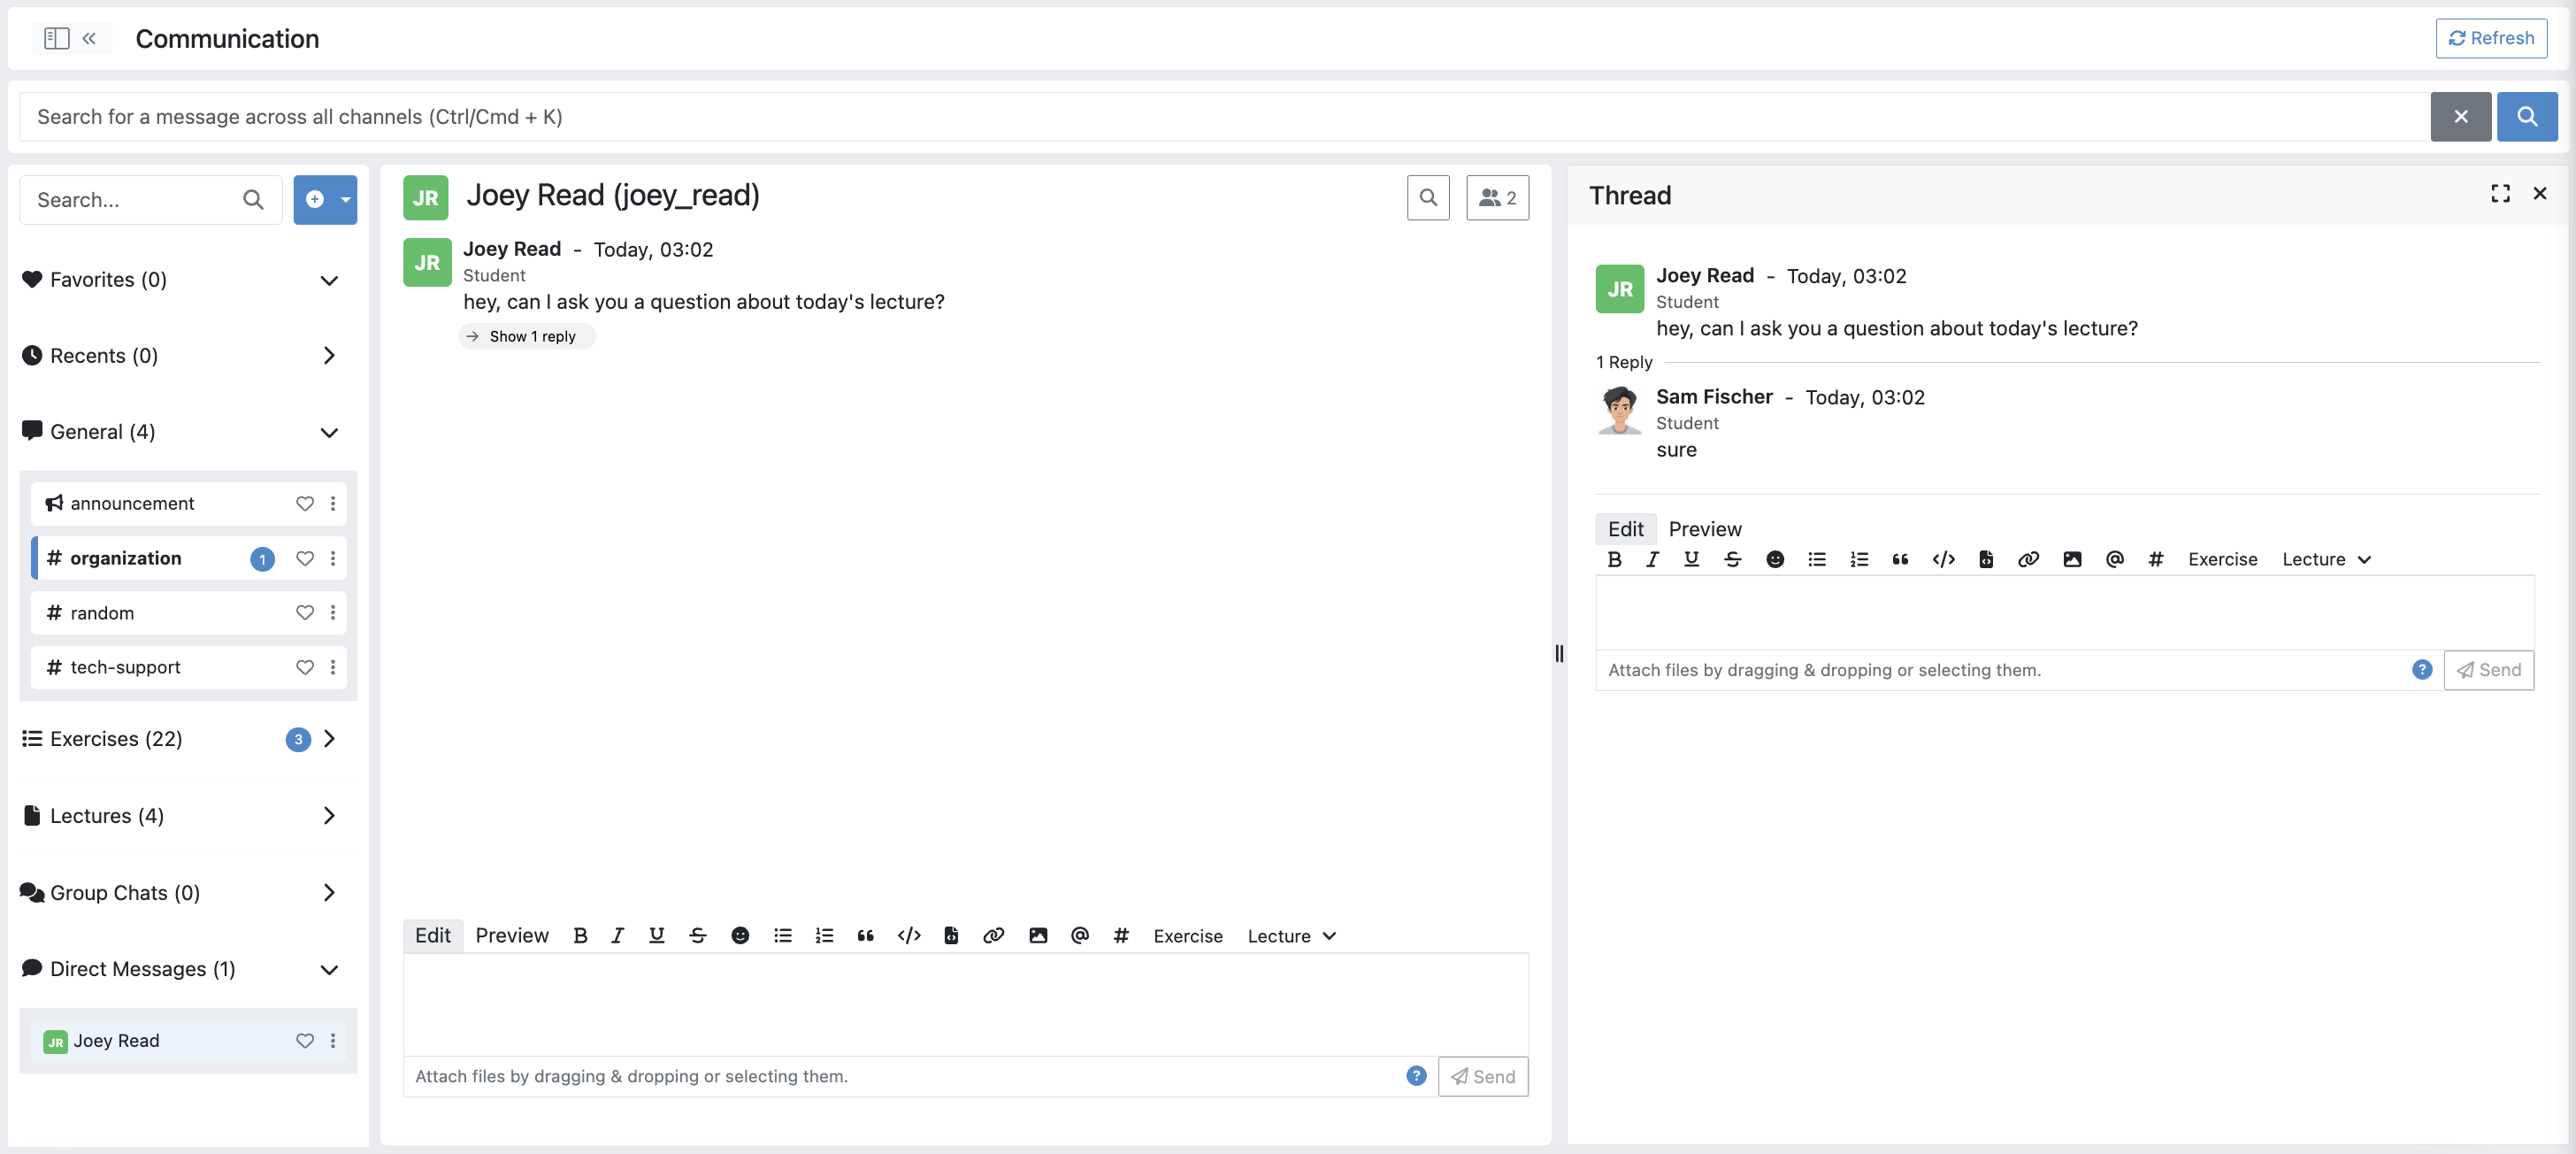 Communication
Refresh
Search for a message across all channels (Ctrl/Cmd + K)
Search...
Favorites (0)
Recents (0)
General (4)
announcement
# organization 1
# random
# tech-support
Exercises (22) 3
Lectures (4)
Group Chats (0)
Direct Messages (1)
JR Joey Read
JR Joey Read (joey_read)
2
JR Joey Read - Today, 03:02
Student
hey, can I ask you a question about today's lecture?
Show 1 reply
Edit Preview B I U S @ # Exercise Lecture
Attach files by dragging & dropping or selecting them. ? Send
Thread
JR Joey Read - Today, 03:02
Student
hey, can I ask you a question about today's lecture?
1 Reply
Sam Fischer - Today, 03:02
Student
sure
Edit Preview
B I U S @ # Exercise Lecture
Attach files by dragging & dropping or selecting them. ? Send